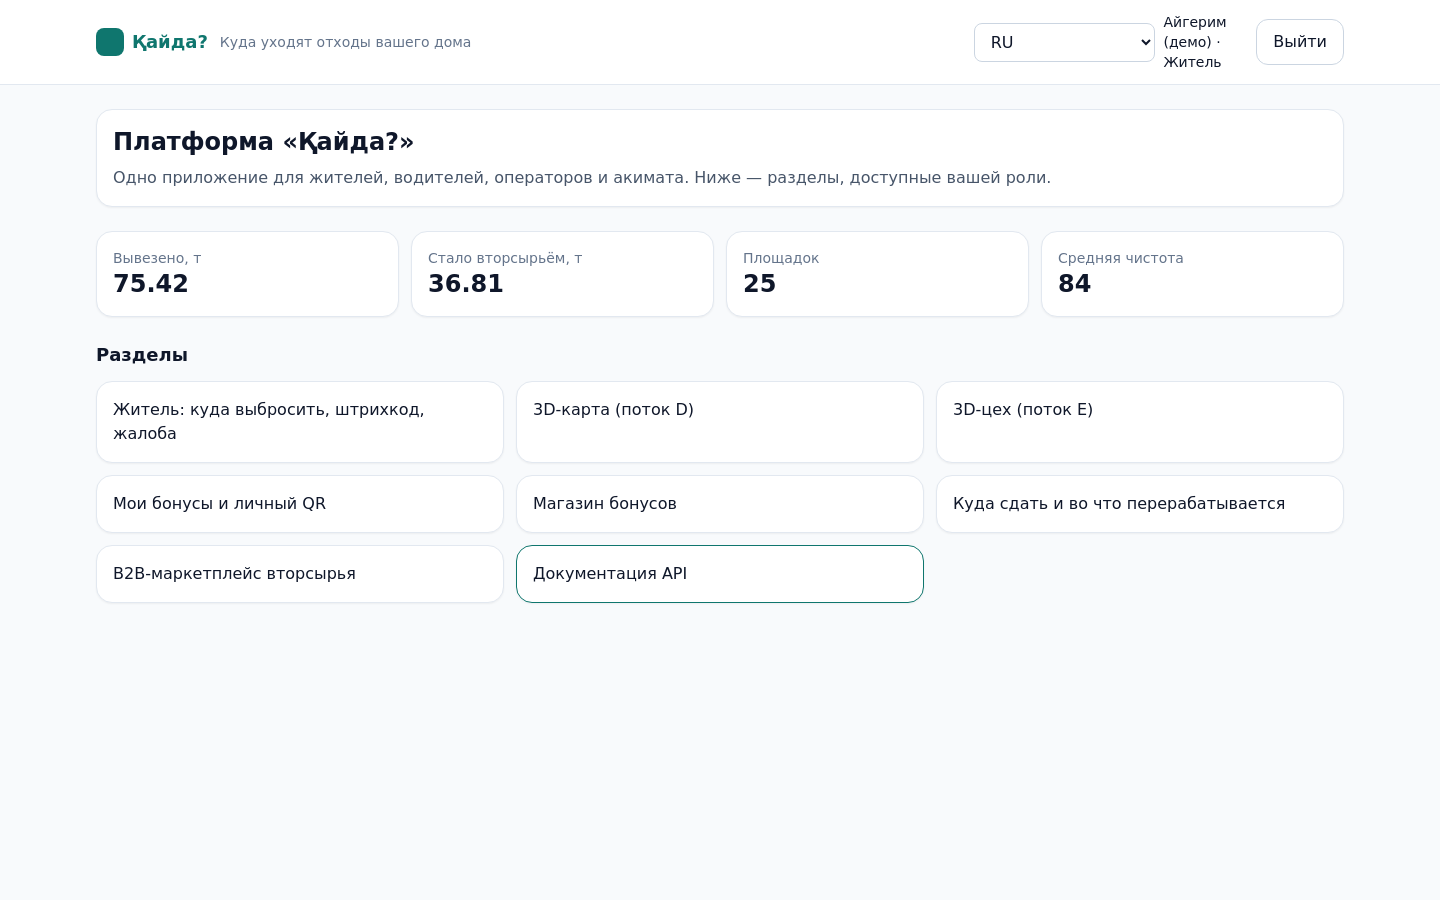 Қайда?
Куда уходят отходы вашего дома
RU
Айгерим
(демо) ·
Житель
Выйти
Платформа «Қайда?»
Одно приложение для жителей, водителей, операторов и акимата. Ниже — разделы, доступные вашей роли.
Вывезено, т
75.42
Стало вторсырьём, т
36.81
Площадок
25
Средняя чистота
84
Разделы
Житель: куда выбросить, штрихкод,
жалоба
3D-карта (поток D)
3D-цех (поток E)
Мои бонусы и личный QR
Магазин бонусов
Куда сдать и во что перерабатывается
B2B-маркетплейс вторсырья
Документация API